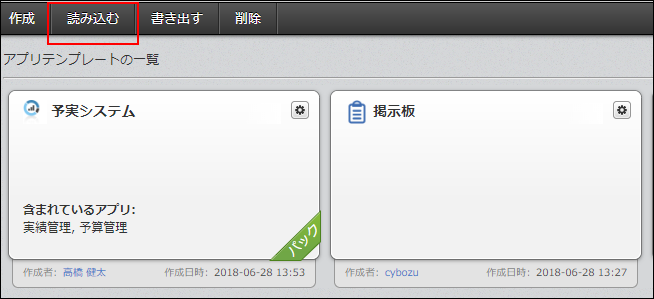 作成 読み込む 書き出す 削除
アプリテンプレートの一覧
予実システム
含まれているアプリ:
実績管理, 予算管理
パック
作成者: 高橋 健太 作成日時: 2018-06-28 13:53
掲示板
作成者: cybozu 作成日時: 2018-06-28 13:27